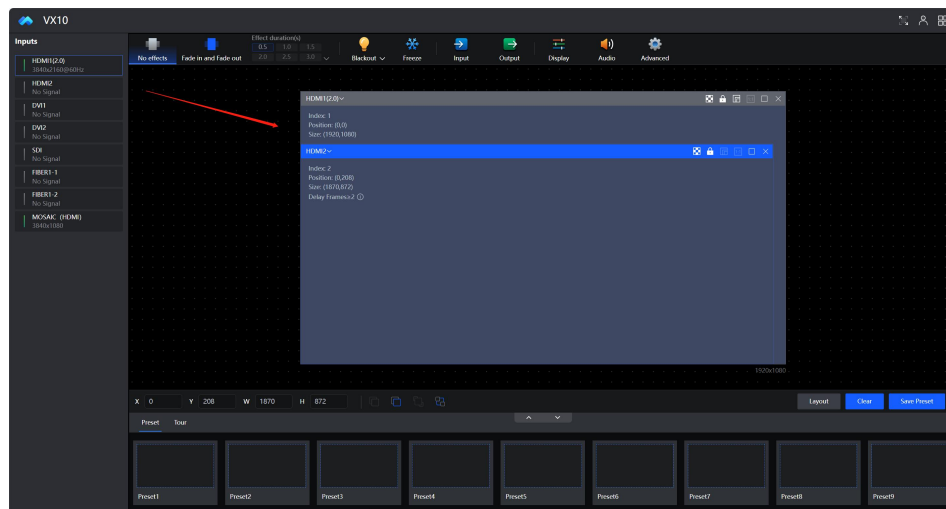 VX10
Inputs
HDMI1(2.0)
3840x2160@60Hz
HDMI2
No Signal
DVI1
No Signal
DVI2
No Signal
SDI
No Signal
FIBER1-1
No Signal
FIBER1-2
No Signal
MOSAIC (HDMI)
3840x1080
No effects
Fade in and Fade out
Effect duration(s)
0.5 1.0 1.5
2.0 2.5 3.0
Blackout
Freeze
Input
Output
Display
Audio
Advanced
HDMI1(2.0)
Index: 1
Position: (0,0)
Size: (1920,1080)
HDMI2
Index: 2
Position: (0,208)
Size: (1870,872)
Delay Frames≥2
1920x1080
X 0 Y 208 W 1870 H 872
Layout
Clear
Save Preset
Preset Tour
Preset1
Preset2
Preset3
Preset4
Preset5
Preset6
Preset7
Preset8
Preset9